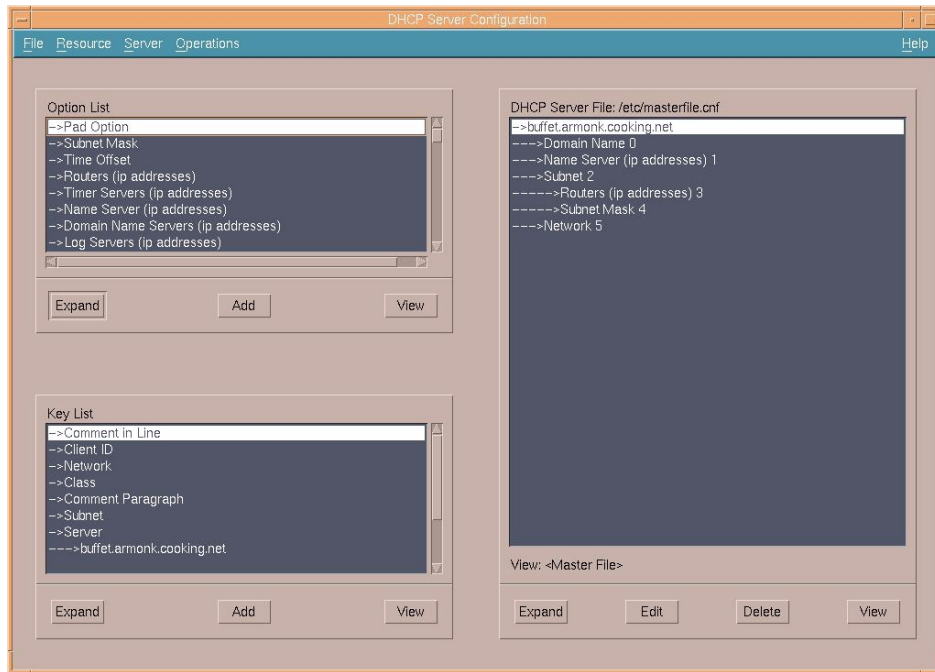 DHCP Server Configuration
File Resource Server Operations Help
Option List
->Pad Option
->Subnet Mask
->Time Offset
->Routers (ip addresses)
->Timer Servers (ip addresses)
->Name Server (ip addresses)
->Domain Name Servers (ip addresses)
->Log Servers (ip addresses)
Expand Add View
Key List
->Comment in Line
->Client ID
->Network
->Class
->Comment Paragraph
->Subnet
->Server
--->buffet.armonk.cooking.net
Expand Add View
DHCP Server File: /etc/masterfile.cnf
->buffet.armonk.cooking.net
--->Domain Name 0
--->Name Server (ip addresses) 1
--->Subnet 2
----->Routers (ip addresses) 3
----->Subnet Mask 4
--->Network 5
View: <Master File>
Expand Edit Delete View